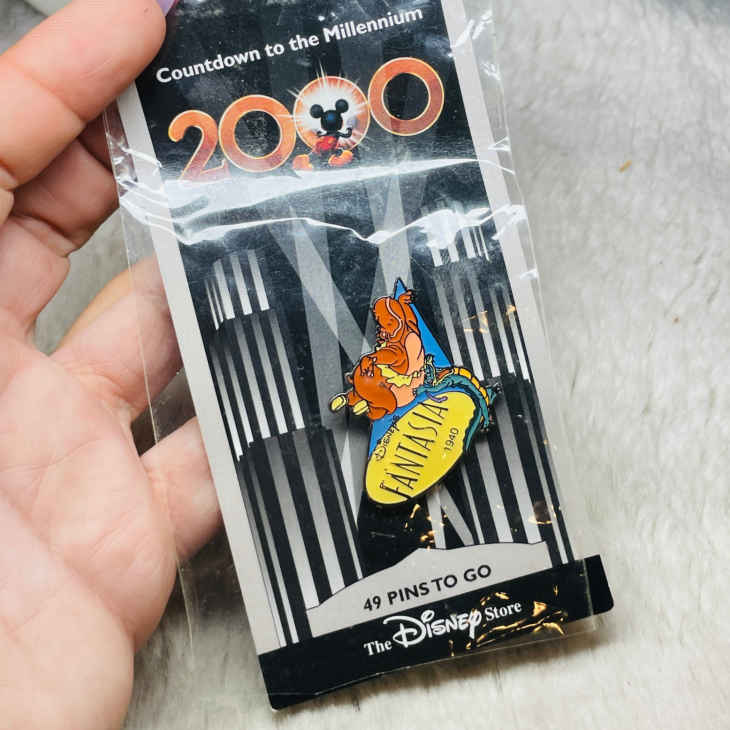 Countdown to the Millennium
2000
DISNEY'S
FANTASIA
1940
49 PINS TO GO
The Disney Store